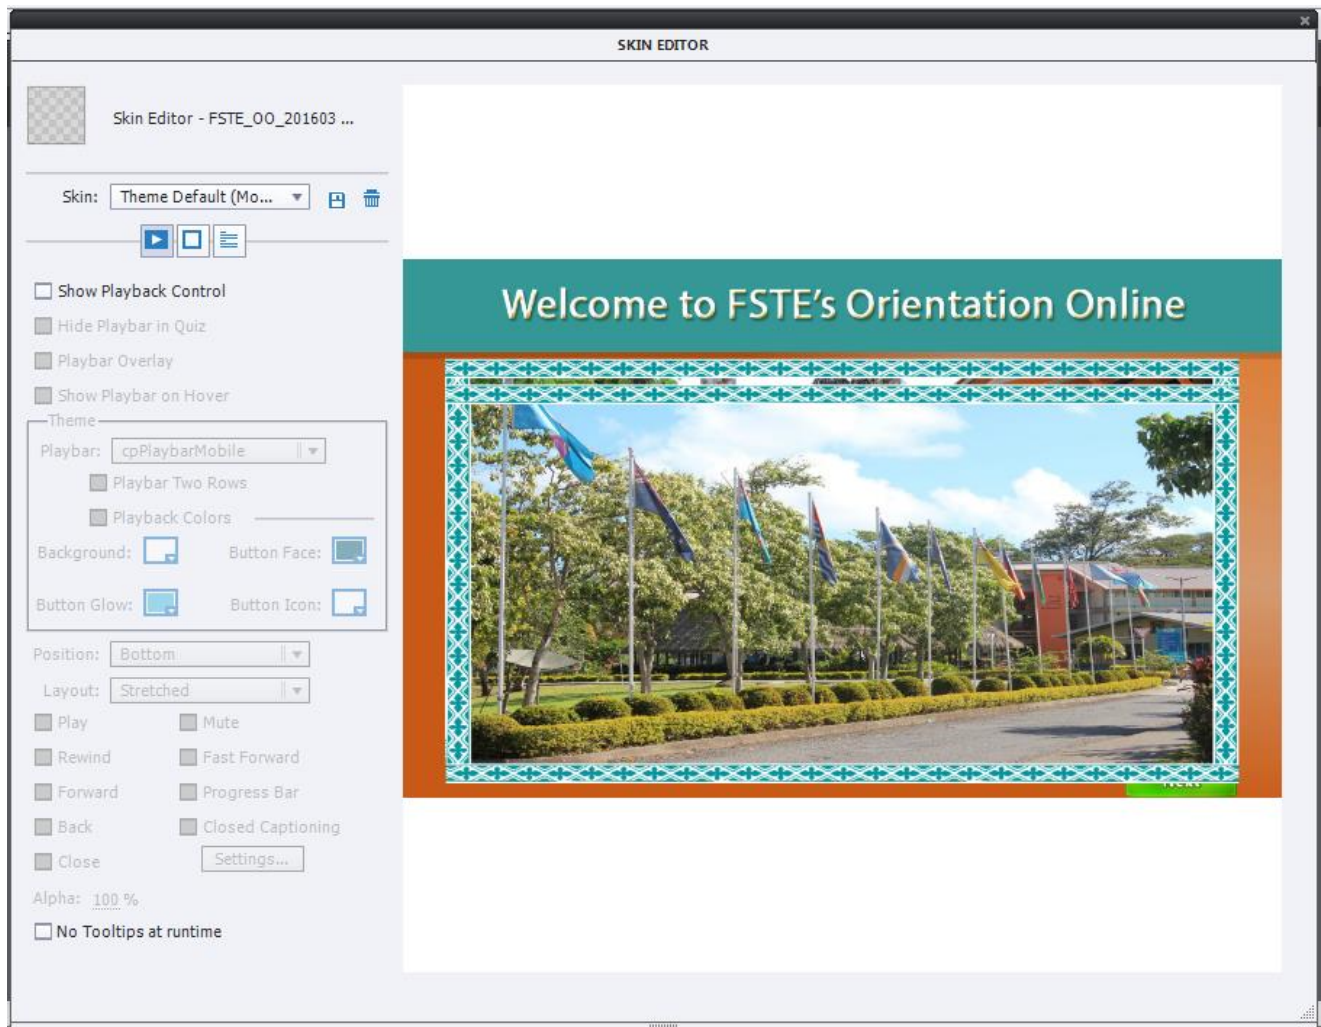 SKIN EDITOR
Skin Editor - FSTE_OO_201603 ...
Skin: Theme Default (Mo...
Show Playback Control
Hide Playbar in Quiz
Playbar Overlay
Show Playbar on Hover
Theme
Playbar: cpPlaybarMobile
Playbar Two Rows
Playback Colors
Background: Button Face:
Button Glow: Button Icon:
Position: Bottom
Layout: Stretched
Play Mute
Rewind Fast Forward
Forward Progress Bar
Back Closed Captioning
Close Settings...
Alpha: 100 %
No Tooltips at runtime
Welcome to FSTE's Orientation Online